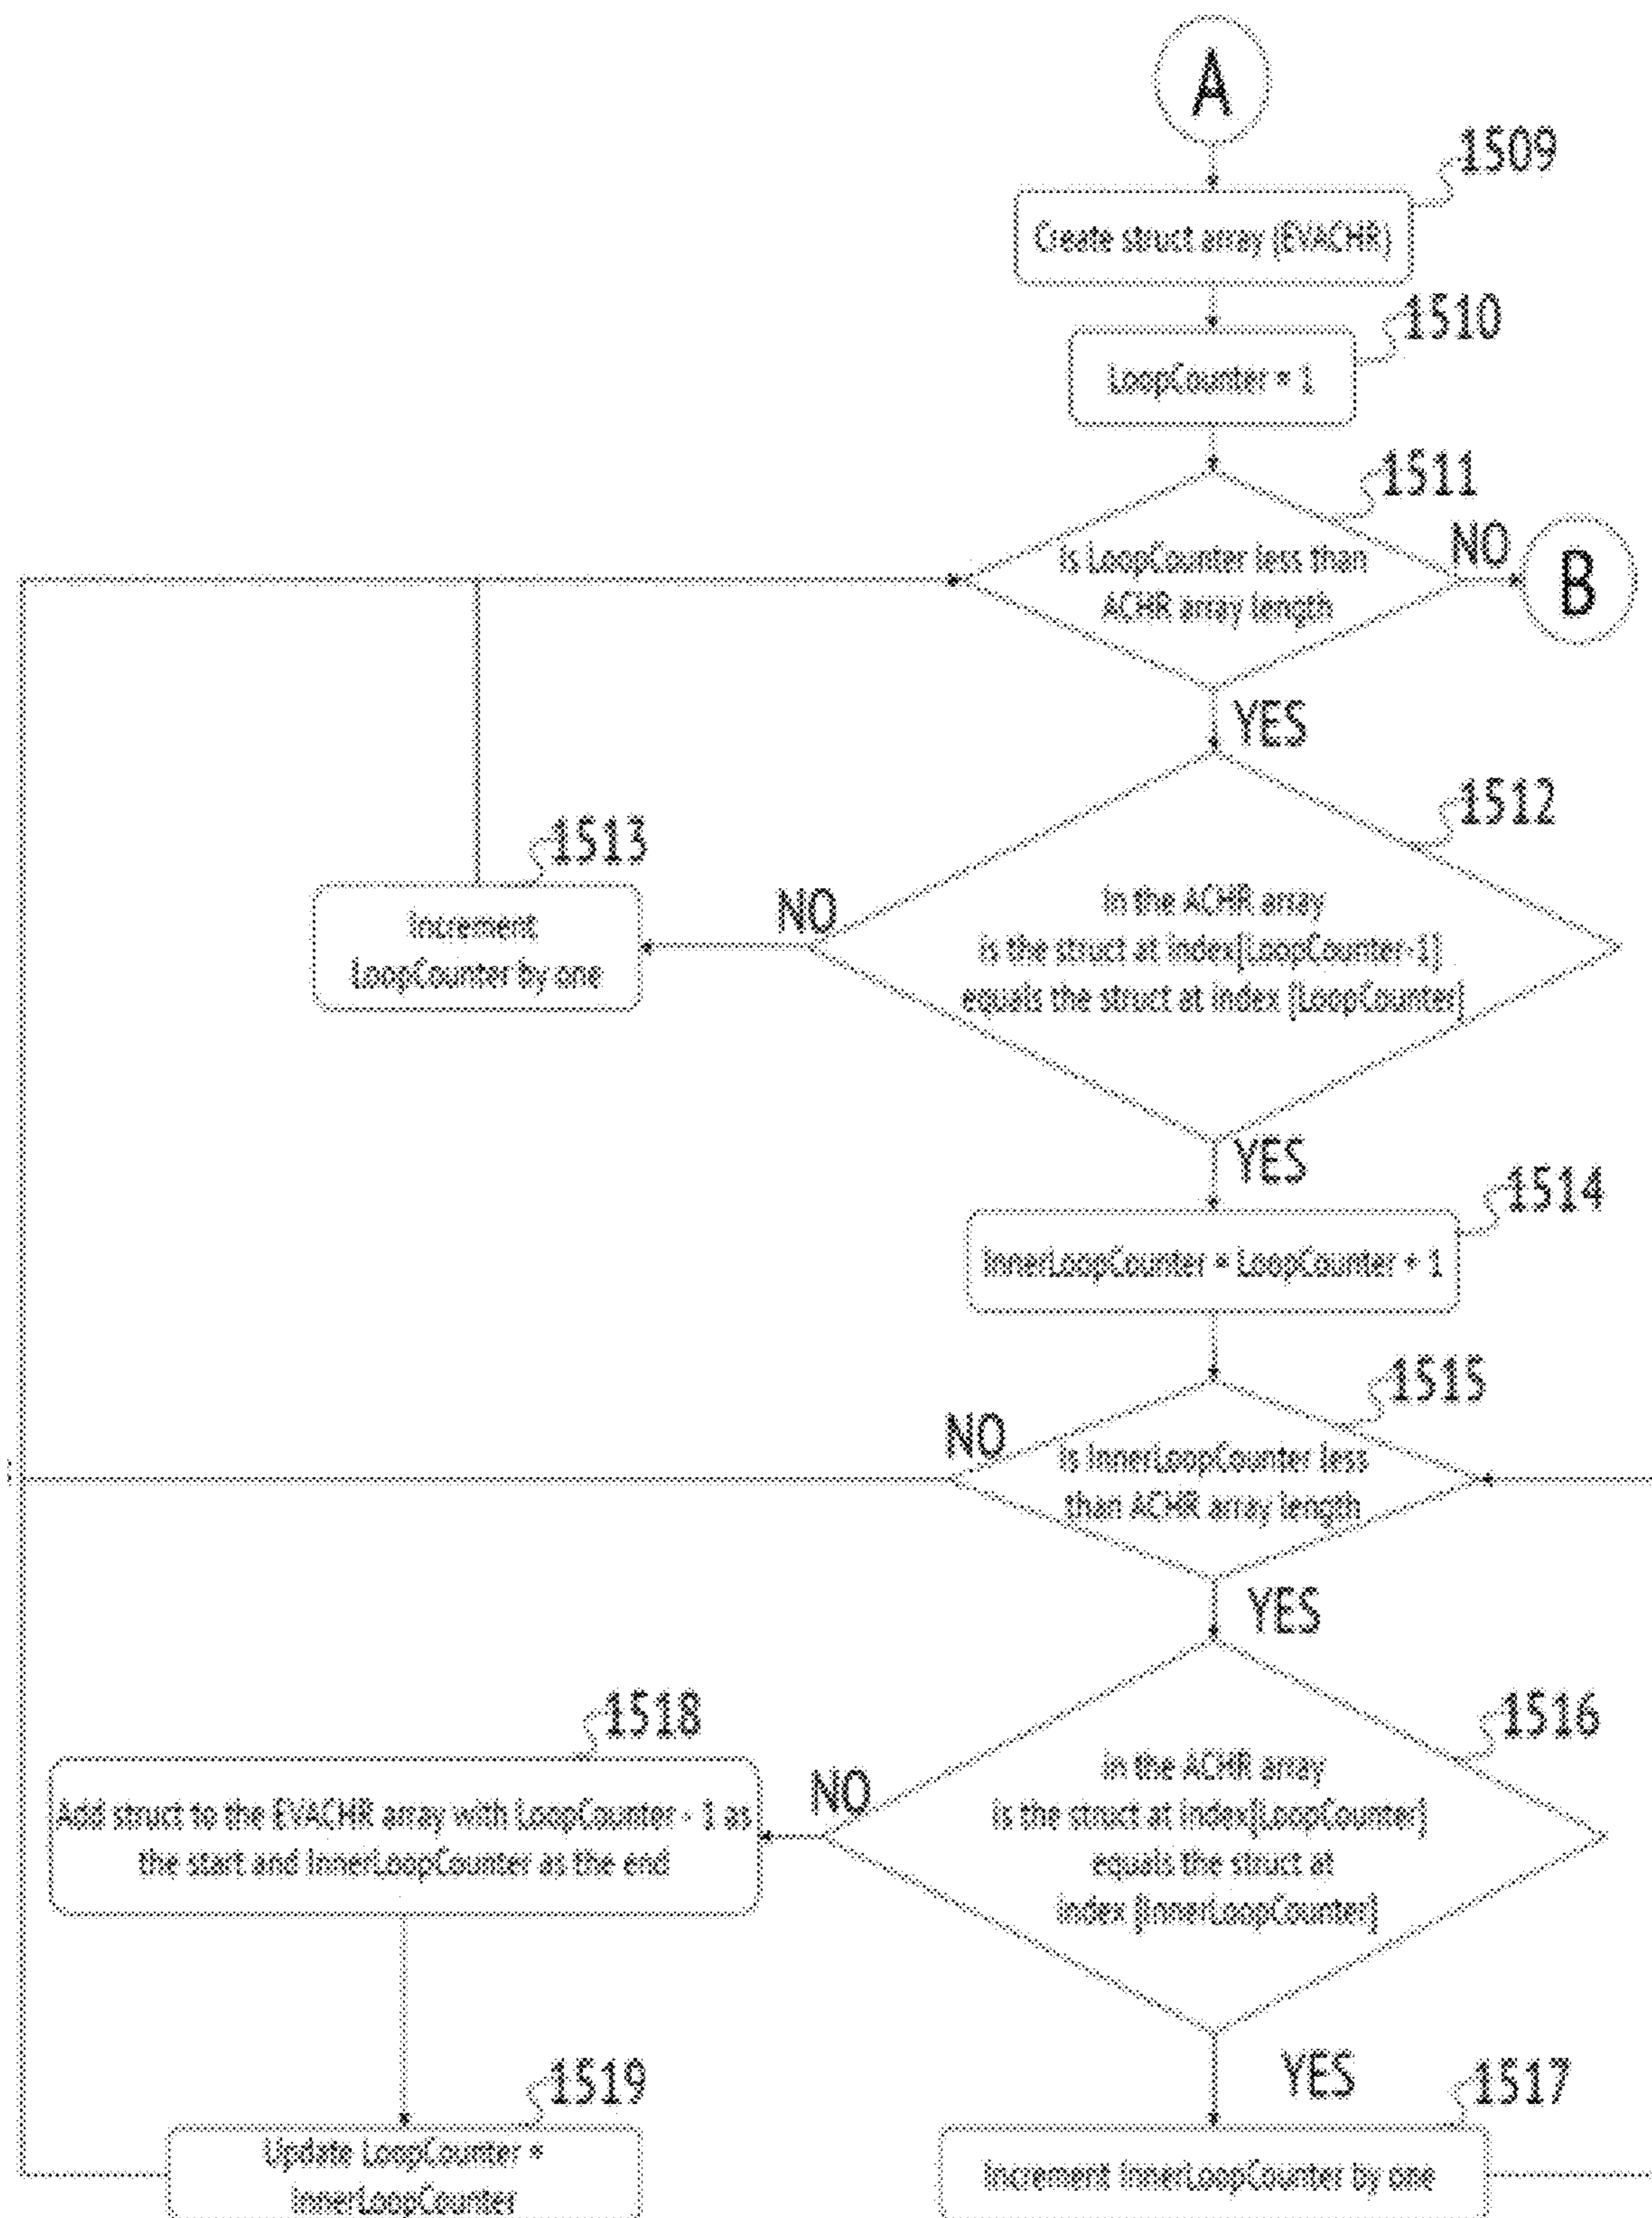 A
1509
Create struct array (EVACHR)
1510
LoopCounter = 1
1511
is LoopCounter less than
ACHR array length
NO
B
YES
1512
in the ACHR array
is the struct at index[LoopCounter-1]
equals the struct at index [LoopCounter]
NO
1513
Increment
LoopCounter by one
YES
1514
InnerLoopCounter = LoopCounter + 1
1515
NO
is InnerLoopCounter less
than ACHR array length
YES
1516
in the ACHR array
is the struct at index[LoopCounter]
equals the struct at
index [InnerLoopCounter]
NO
1518
Add struct to the EVACHR array with LoopCounter - 1 as
the start and InnerLoopCounter as the end
YES
1517
Increment InnerLoopCounter by one
1519
Update LoopCounter =
InnerLoopCounter